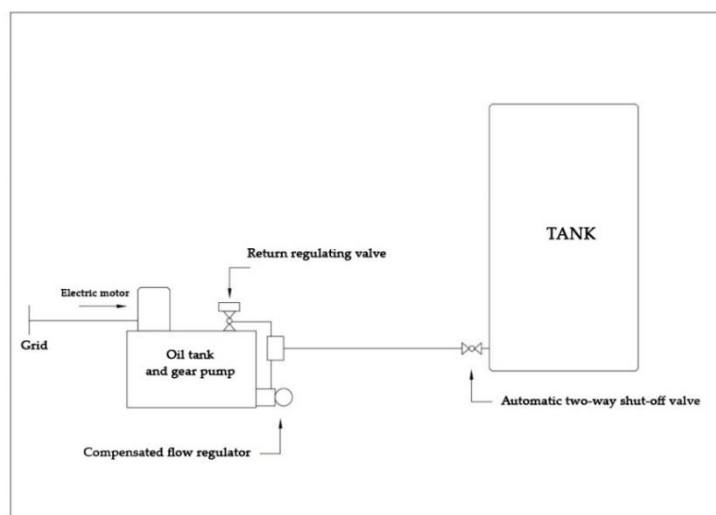 TANK
Return regulating valve
Electric motor
Grid
Oil tank
and gear pump
Automatic two-way shut-off valve
Compensated flow regulator